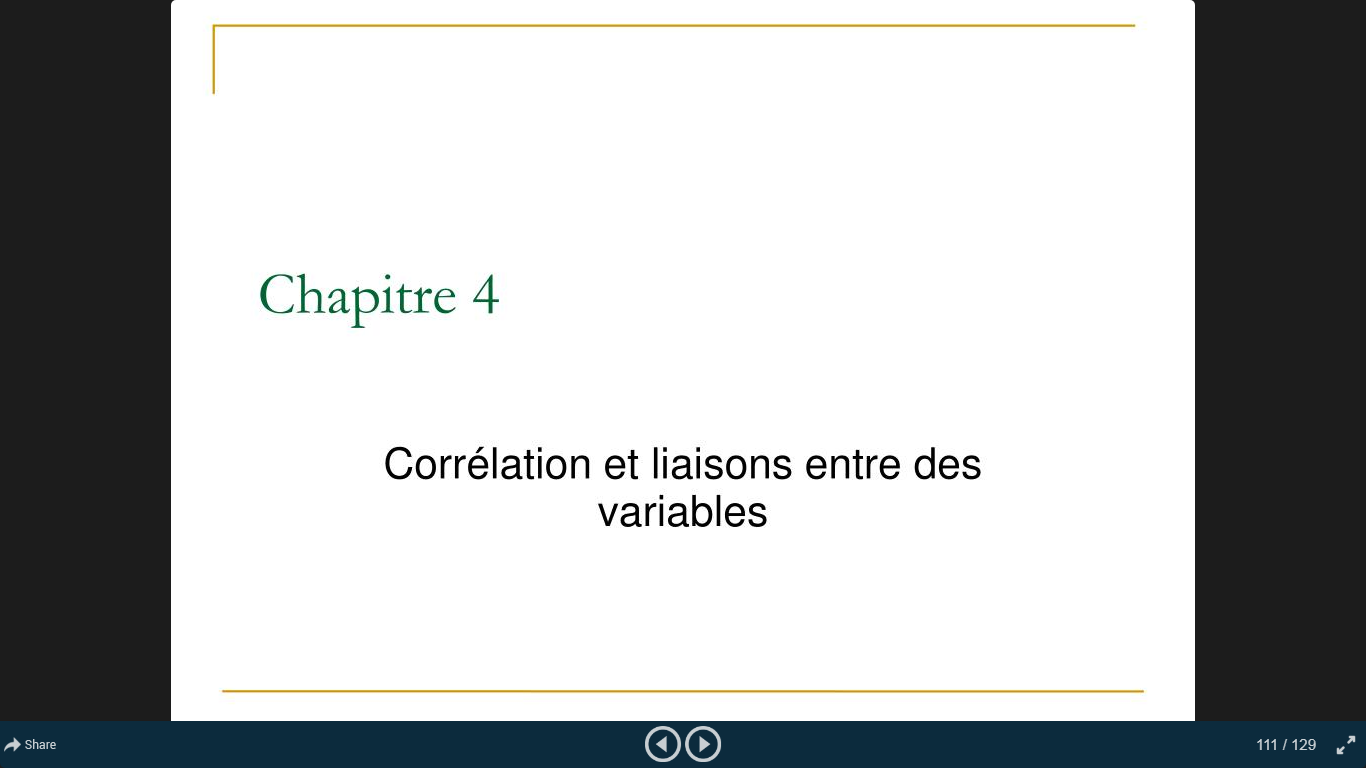 Chapitre 4
Corrélation et liaisons entre des
variables
Share
111 / 129